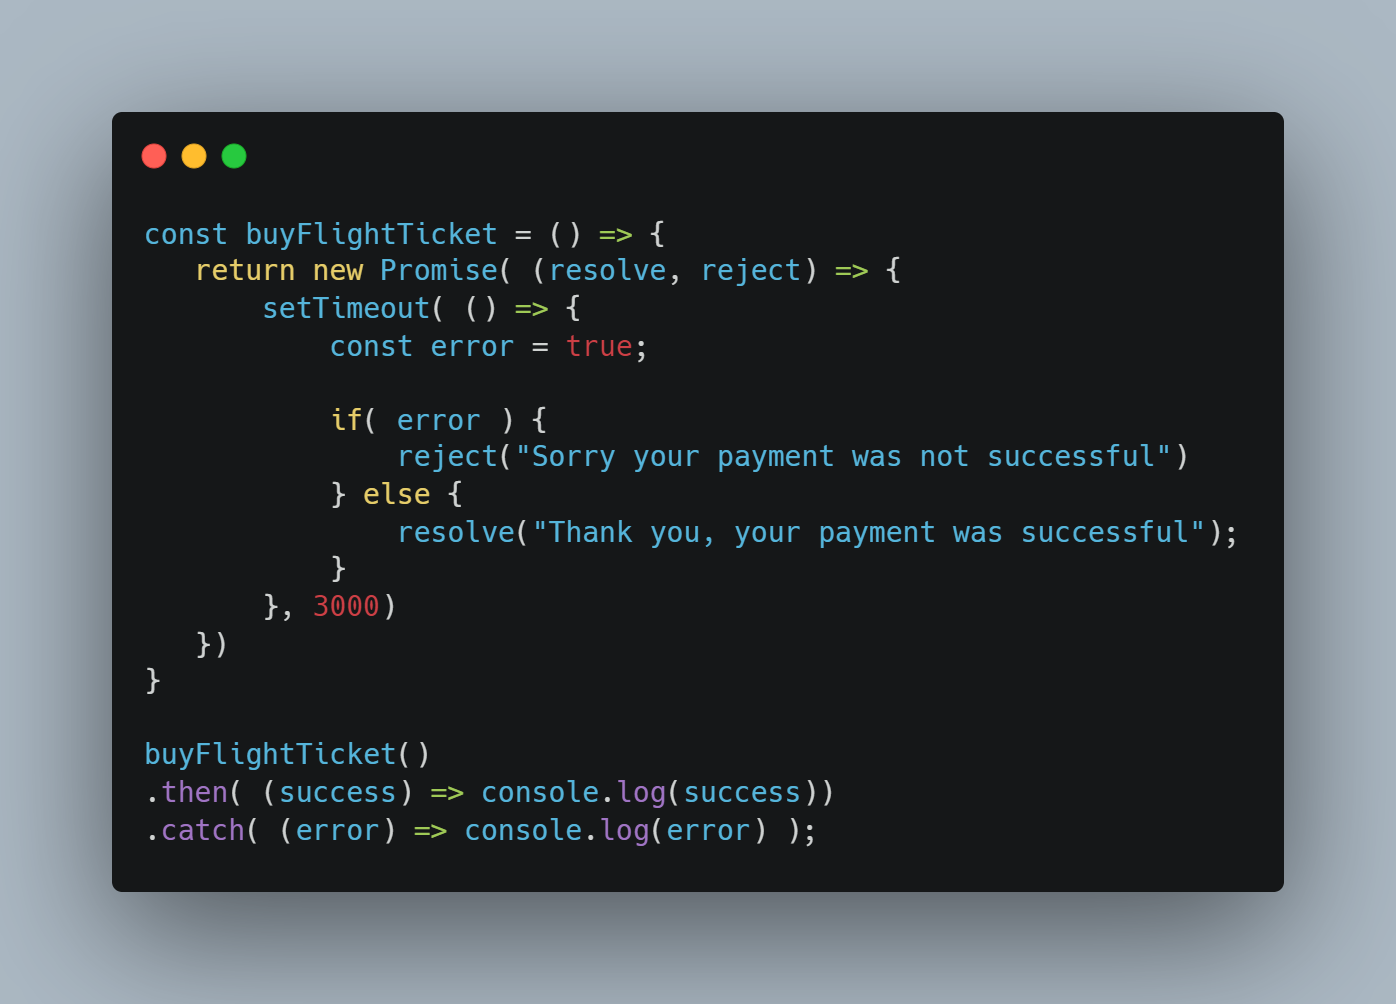 const buyFlightTicket = () => {
   return new Promise( (resolve, reject) => {
       setTimeout( () => {
           const error = true;

           if( error ) {
               reject("Sorry your payment was not successful")
           } else {
               resolve("Thank you, your payment was successful");
           }
       }, 3000)
   })
}

buyFlightTicket()
.then( (success) => console.log(success))
.catch( (error) => console.log(error) );